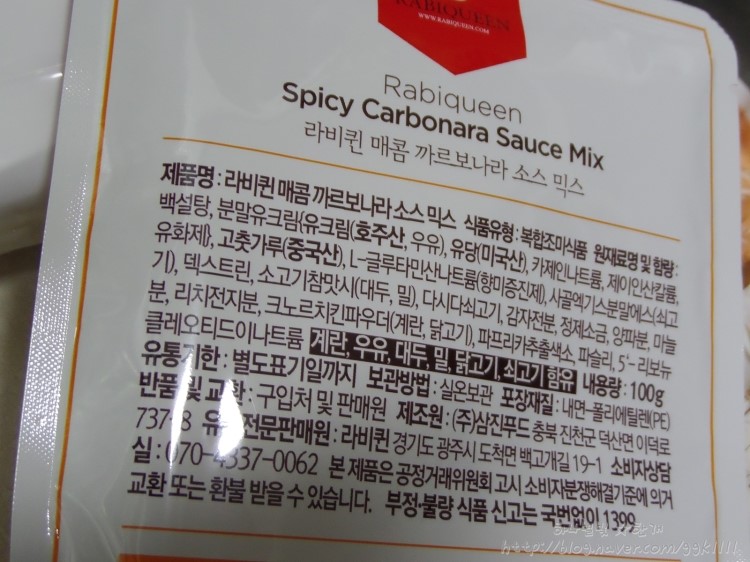 RABIQUEEN
WWW.RABIQUEEN.COM
Rabiqueen
Spicy Carbonara Sauce Mix
라비퀸 매콤 까르보나라 소스 믹스
제품명 : 라비퀸 매콤 까르보나라 소스 믹스 식품유형 : 복합조미식품 원재료명 및 함량 :
백설탕, 분말유크림(유크림(호주산, 우유), 유당(미국산), 카제인나트륨, 제이인산칼륨,
유화제), 고춧가루(중국산), L-글루타민산나트륨(향미증진제), 사골엑기스분말에스(쇠고
기), 덱스트린, 소고기참맛시(대두, 밀), 다시다쇠고기, 감자전분, 정제소금, 양파분, 마늘
분, 리치전지분, 크노르치킨파우더(계란, 닭고기), 파프리카추출색소, 파슬리, 5'-리보뉴
클레오티드이나트륨 계란, 우유, 대두, 밀, 닭고기, 쇠고기 함유 내용량 : 100g
유통기한 : 별도표기일까지 보관방법 : 실온보관 포장재질 : 내면-폴리에틸렌(PE)
반품 및 교환 : 구입처 및 판매원 제조원 : (주)삼진푸드 충북 진천군 덕산면 이덕로
737-8 전문판매원 : 라비퀸 경기도 광주시 도척면 백고개길 19-1 소비자상담
실 : 070-4337-0062 본 제품은 공정거래위원회 고시 소비자분쟁해결기준에 의거
교환 또는 환불 받을 수 있습니다. 부정·불량 식품 신고는 국번없이 1399
http://blog.naver.com/ggk1111